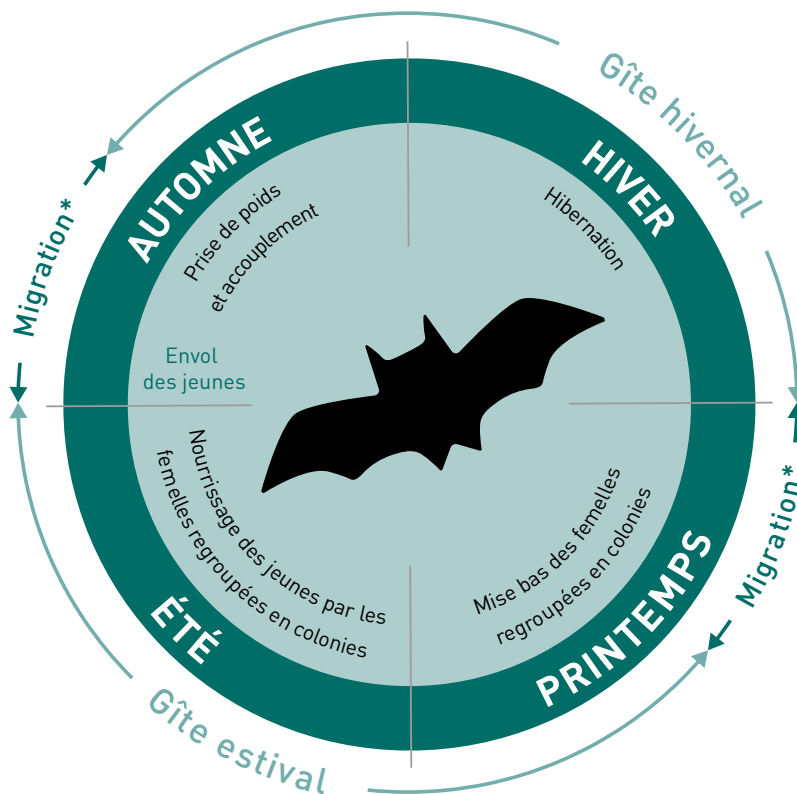 Gîte hivernal
HIVER
Hibernation
Migration*
PRINTEMPS
Mise bas des femelles
regroupées en colonies
Gîte estival
ÉTÉ
Nourrissage des jeunes par les
femelles regroupées en colonies
Migration*
AUTOMNE
Prise de poids
et accouplement
Envol
des jeunes